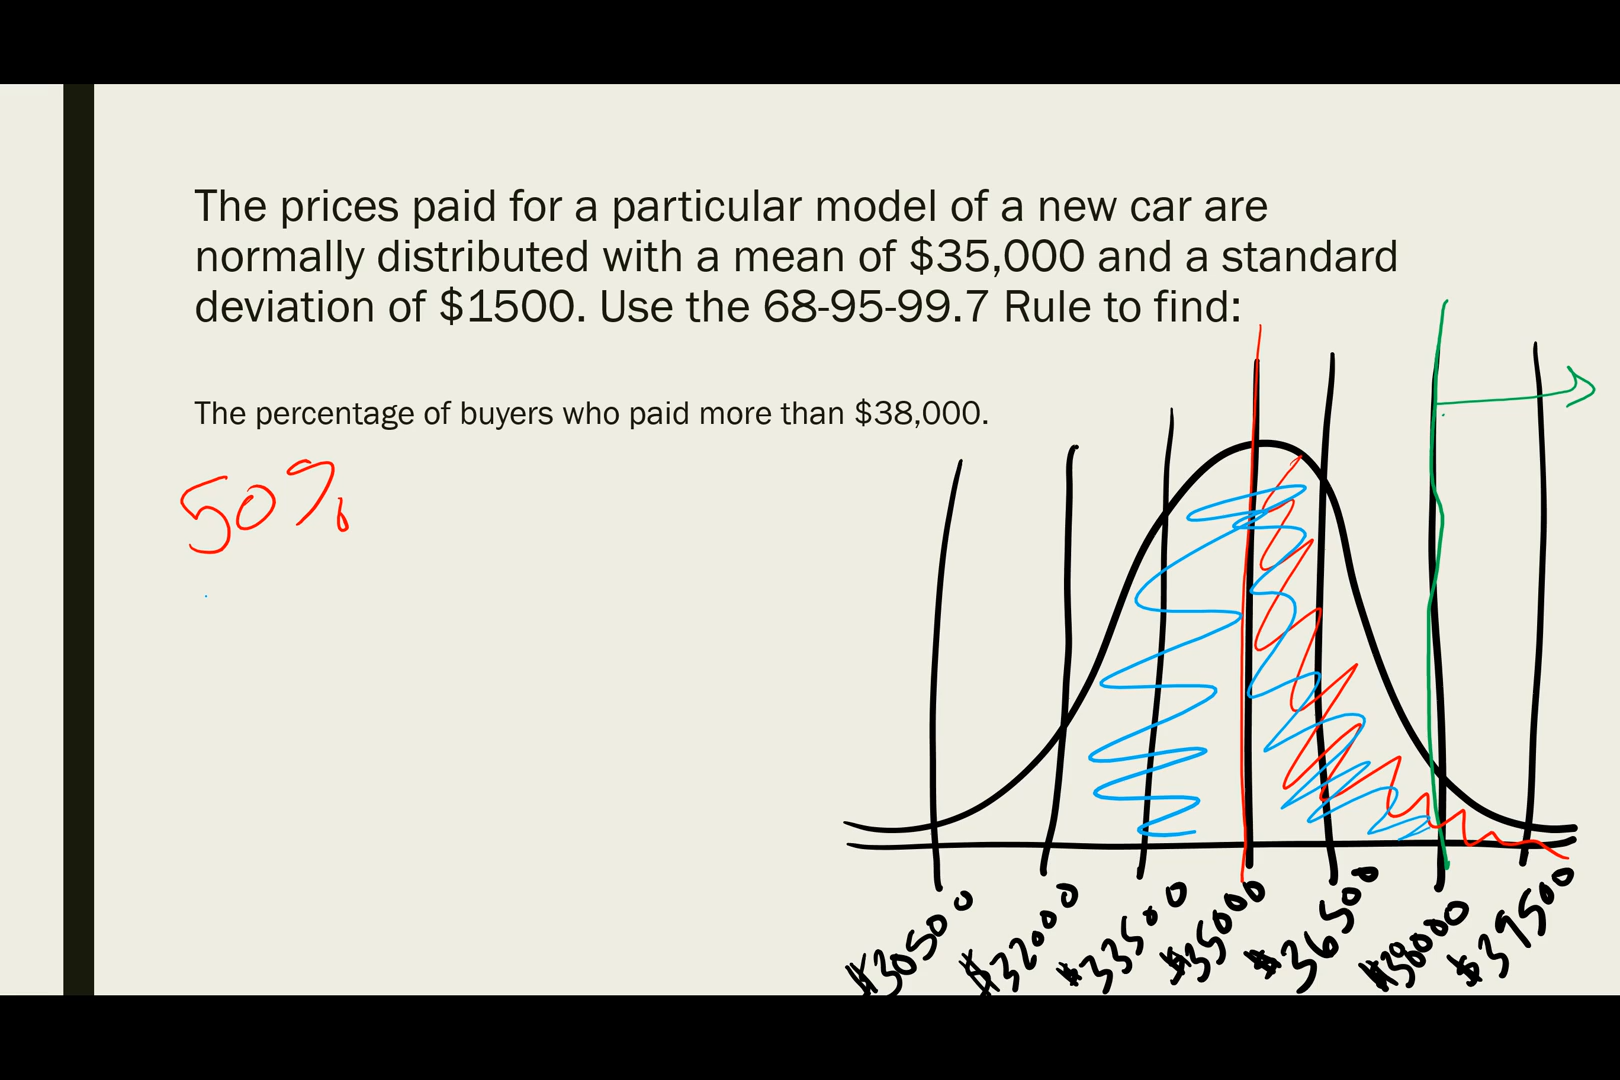 The prices paid for a particular model of a new car are
normally distributed with a mean of $35,000 and a standard
deviation of $1500. Use the 68-95-99.7 Rule to find:
The percentage of buyers who paid more than $38,000.
50%
$30500 $32000 $33500 $35000 $36500 $38000 $39500